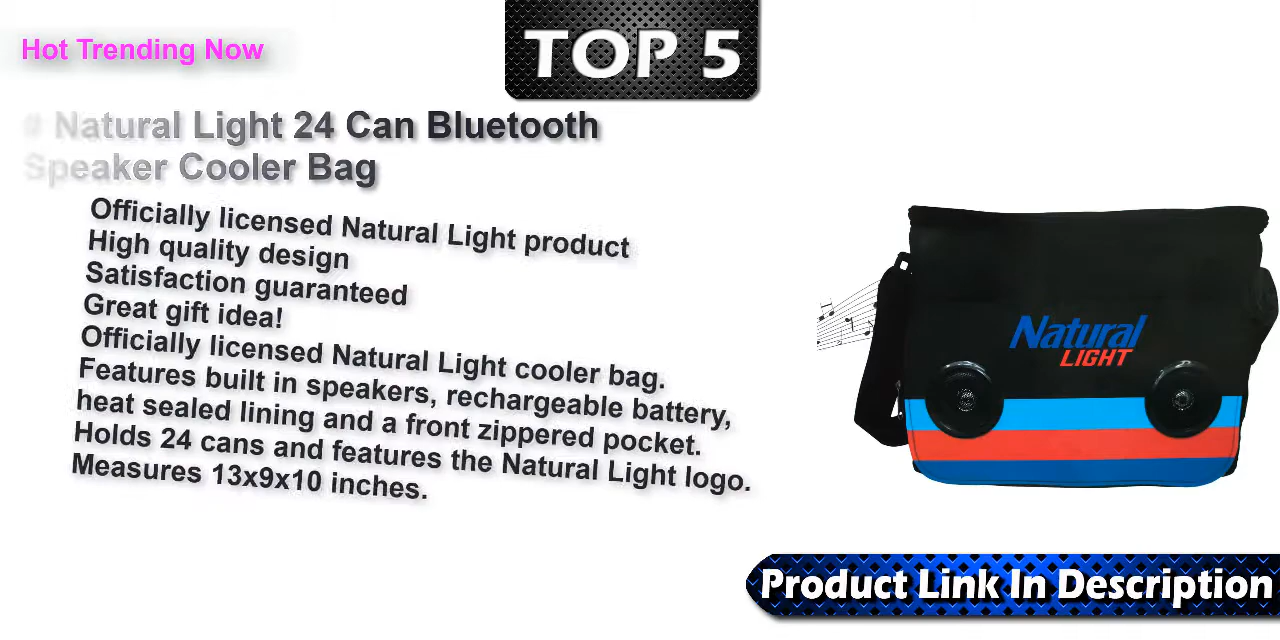 TOP 5
Hot Trending Now
# Natural Light 24 Can Bluetooth
Speaker Cooler Bag
Officially licensed Natural Light product
High quality design
Satisfaction guaranteed
Great gift idea!
Officially licensed Natural Light cooler bag.
Features built in speakers, rechargeable battery,
heat sealed lining and a front zippered pocket.
Holds 24 cans and features the Natural Light logo.
Measures 13x9x10 inches.
Natural
LIGHT
Product Link In Description